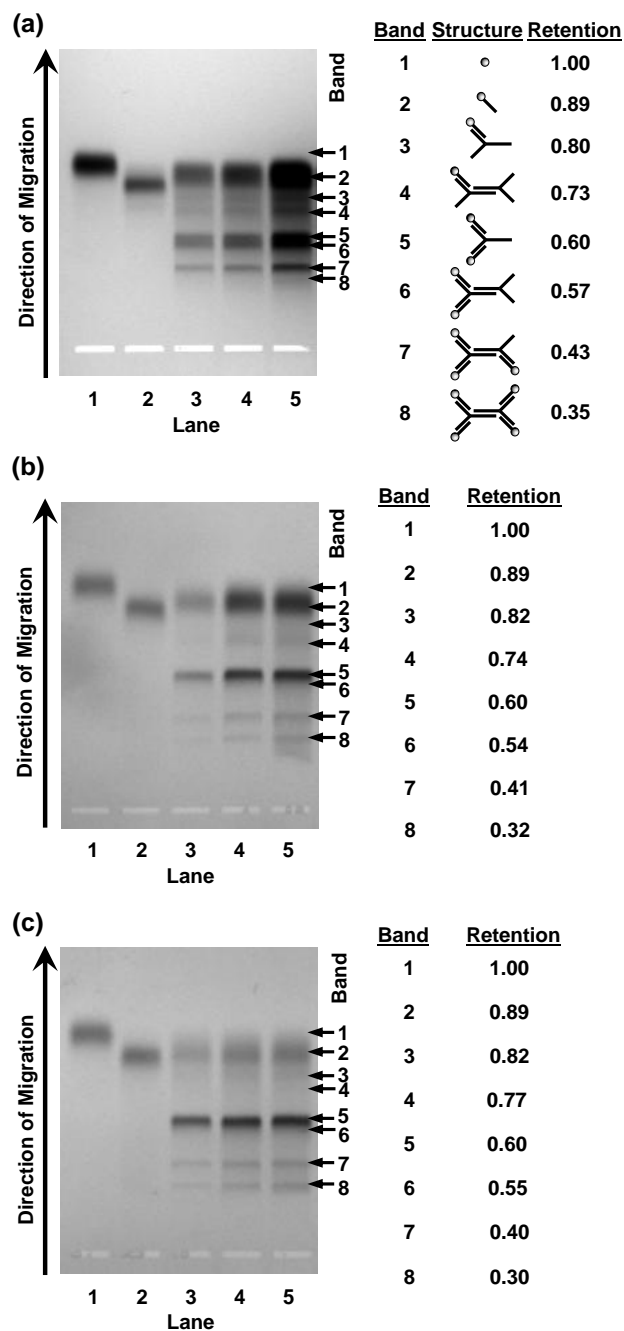 (a)
Direction of Migration
Band
1
2
3
4
5
6
7
8
1 2 3 4 5
Lane
Band Structure Retention
1 1.00
2 0.89
3 0.80
4 0.73
5 0.60
6 0.57
7 0.43
8 0.35
(b)
Direction of Migration
Band
1
2
3
4
5
6
7
8
1 2 3 4 5
Lane
Band Retention
1 1.00
2 0.89
3 0.82
4 0.74
5 0.60
6 0.54
7 0.41
8 0.32
(c)
Direction of Migration
Band
1
2
3
4
5
6
7
8
1 2 3 4 5
Lane
Band Retention
1 1.00
2 0.89
3 0.82
4 0.77
5 0.60
6 0.55
7 0.40
8 0.30